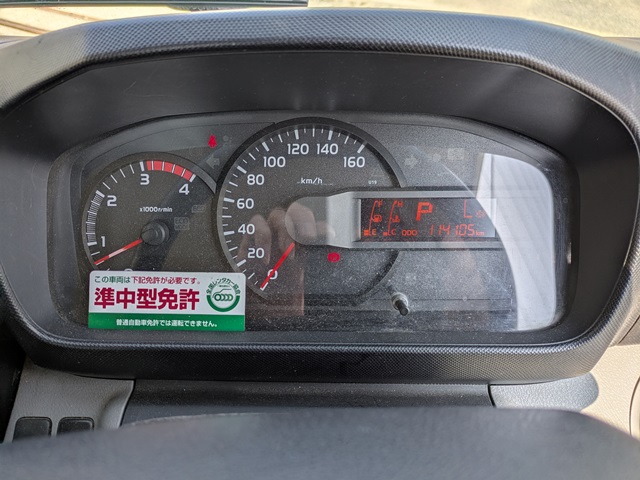 1
2
3
4
x1000r/min
0
20
40
60
80
100
120
140
160
km/h
P
L
ODO 114105km
この車両は下記免許が必要です。
準中型免許
普通自動車免許では運転できません。